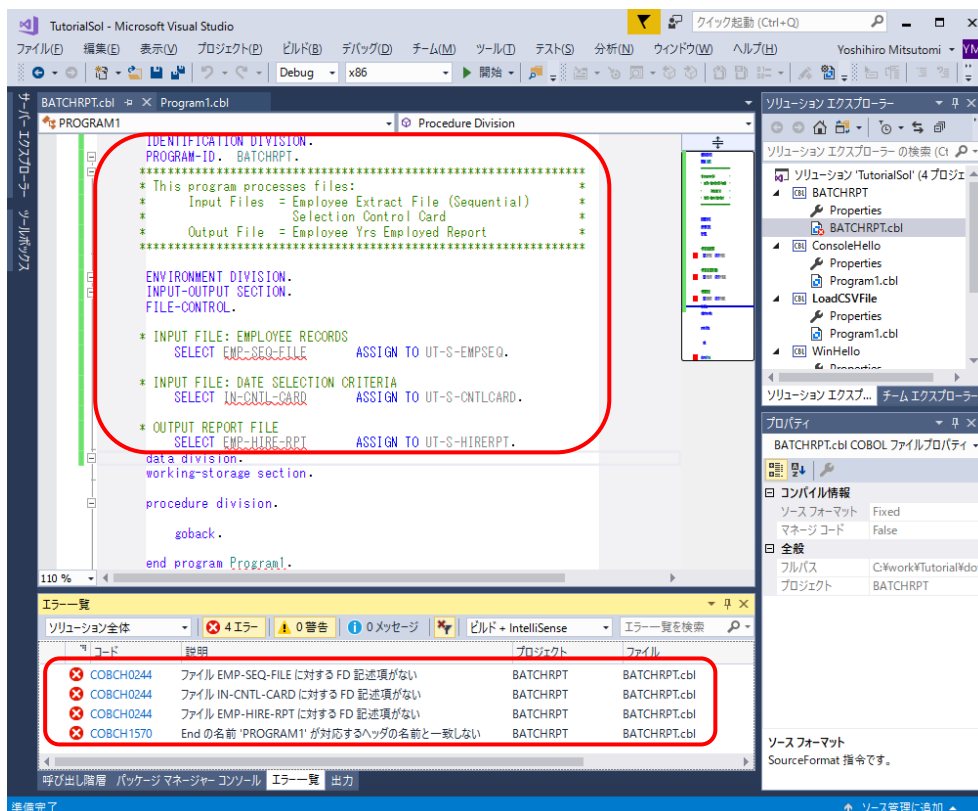 TutorialSol - Microsoft Visual Studio
クイック起動 (Ctrl+Q)
ファイル(F) 編集(E) 表示(V) プロジェクト(P) ビルド(B) デバッグ(D) チーム(M) ツール(T) テスト(S) 分析(N) ウィンドウ(W) ヘルプ(H) Yoshihiro Mitsutomi YM
Debug x86 開始
サーバー エクスプローラー ツールボックス
BATCHRPT.cbl Program1.cbl
PROGRAM1 Procedure Division
IDENTIFICATION DIVISION.
PROGRAM-ID. BATCHRPT.
***************************************************************
* This program processes files: *
* Input Files = Employee Extract File (Sequential) *
* Selection Control Card *
* Output File = Employee Yrs Employed Report *
***************************************************************
ENVIRONMENT DIVISION.
INPUT-OUTPUT SECTION.
FILE-CONTROL.
* INPUT FILE: EMPLOYEE RECORDS
SELECT EMP-SEQ-FILE ASSIGN TO UT-S-EMPSEQ.
* INPUT FILE: DATE SELECTION CRITERIA
SELECT IN-CNTL-CARD ASSIGN TO UT-S-CNTLCARD.
* OUTPUT REPORT FILE
SELECT EMP-HIRE-RPT ASSIGN TO UT-S-HIRERPT.
data division.
working-storage section.
procedure division.
goback.
end program Program1.
110 %
エラー一覧
ソリューション全体 4 エラー 0 警告 0 メッセージ ビルド + IntelliSense エラー一覧を検索
コード 説明 プロジェクト ファイル
COBCH0244 ファイル EMP-SEQ-FILE に対する FD 記述項がない BATCHRPT BATCHRPT.cbl
COBCH0244 ファイル IN-CNTL-CARD に対する FD 記述項がない BATCHRPT BATCHRPT.cbl
COBCH0244 ファイル EMP-HIRE-RPT に対する FD 記述項がない BATCHRPT BATCHRPT.cbl
COBCH1570 End の名前 'PROGRAM1' が対応するヘッダの名前と一致しない BATCHRPT BATCHRPT.cbl
呼び出し階層 パッケージ マネージャー コンソール エラー一覧 出力
ソリューション エクスプローラー
ソリューション エクスプローラー の検索 (Ct
ソリューション 'TutorialSol' (4 プロジェ
BATCHRPT
Properties
BATCHRPT.cbl
ConsoleHello
Properties
Program1.cbl
LoadCSVFile
Properties
Program1.cbl
WinHello
Properties
ソリューション エクスプ... チーム エクスプローラー
プロパティ
BATCHRPT.cbl COBOL ファイルプロパティ
コンパイル情報
ソース フォーマット Fixed
マネージ コード False
全般
フルパス C:¥work¥Tutorial¥do
プロジェクト BATCHRPT
ソース フォーマット
SourceFormat 指令です。
準備完了 ソース管理に追加